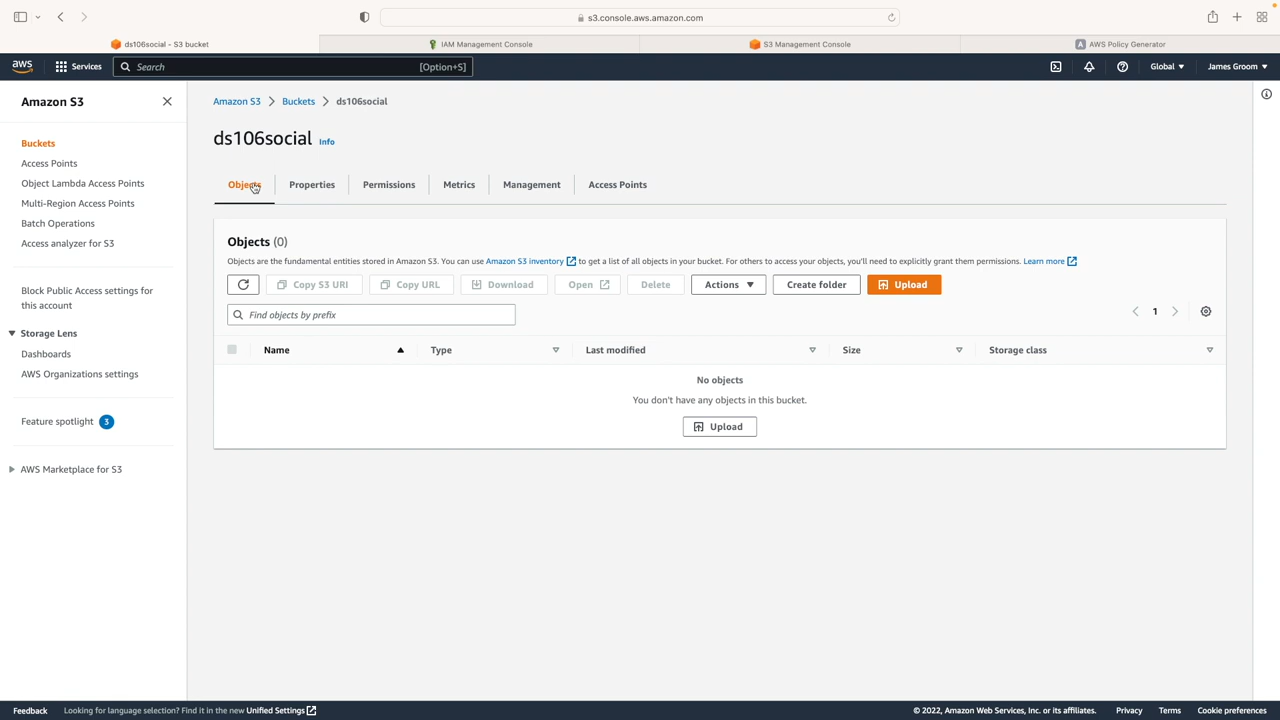 s3.console.aws.amazon.com
ds106social - S3 bucket
IAM Management Console
S3 Management Console
AWS Policy Generator
aws
Services
Search
[Option+S]
Global
James Groom
Amazon S3
Buckets
Access Points
Object Lambda Access Points
Multi-Region Access Points
Batch Operations
Access analyzer for S3
Block Public Access settings for
this account
Storage Lens
Dashboards
AWS Organizations settings
Feature spotlight 3
AWS Marketplace for S3
Amazon S3 > Buckets > ds106social
ds106social Info
Objects
Properties
Permissions
Metrics
Management
Access Points
Objects (0)
Objects are the fundamental entities stored in Amazon S3. You can use Amazon S3 inventory to get a list of all objects in your bucket. For others to access your objects, you'll need to explicitly grant them permissions. Learn more
Copy S3 URI
Copy URL
Download
Open
Delete
Actions
Create folder
Upload
Find objects by prefix
1
Name
Type
Last modified
Size
Storage class
No objects
You don't have any objects in this bucket.
Upload
Feedback
Looking for language selection? Find it in the new Unified Settings
© 2022, Amazon Web Services, Inc. or its affiliates.
Privacy
Terms
Cookie preferences